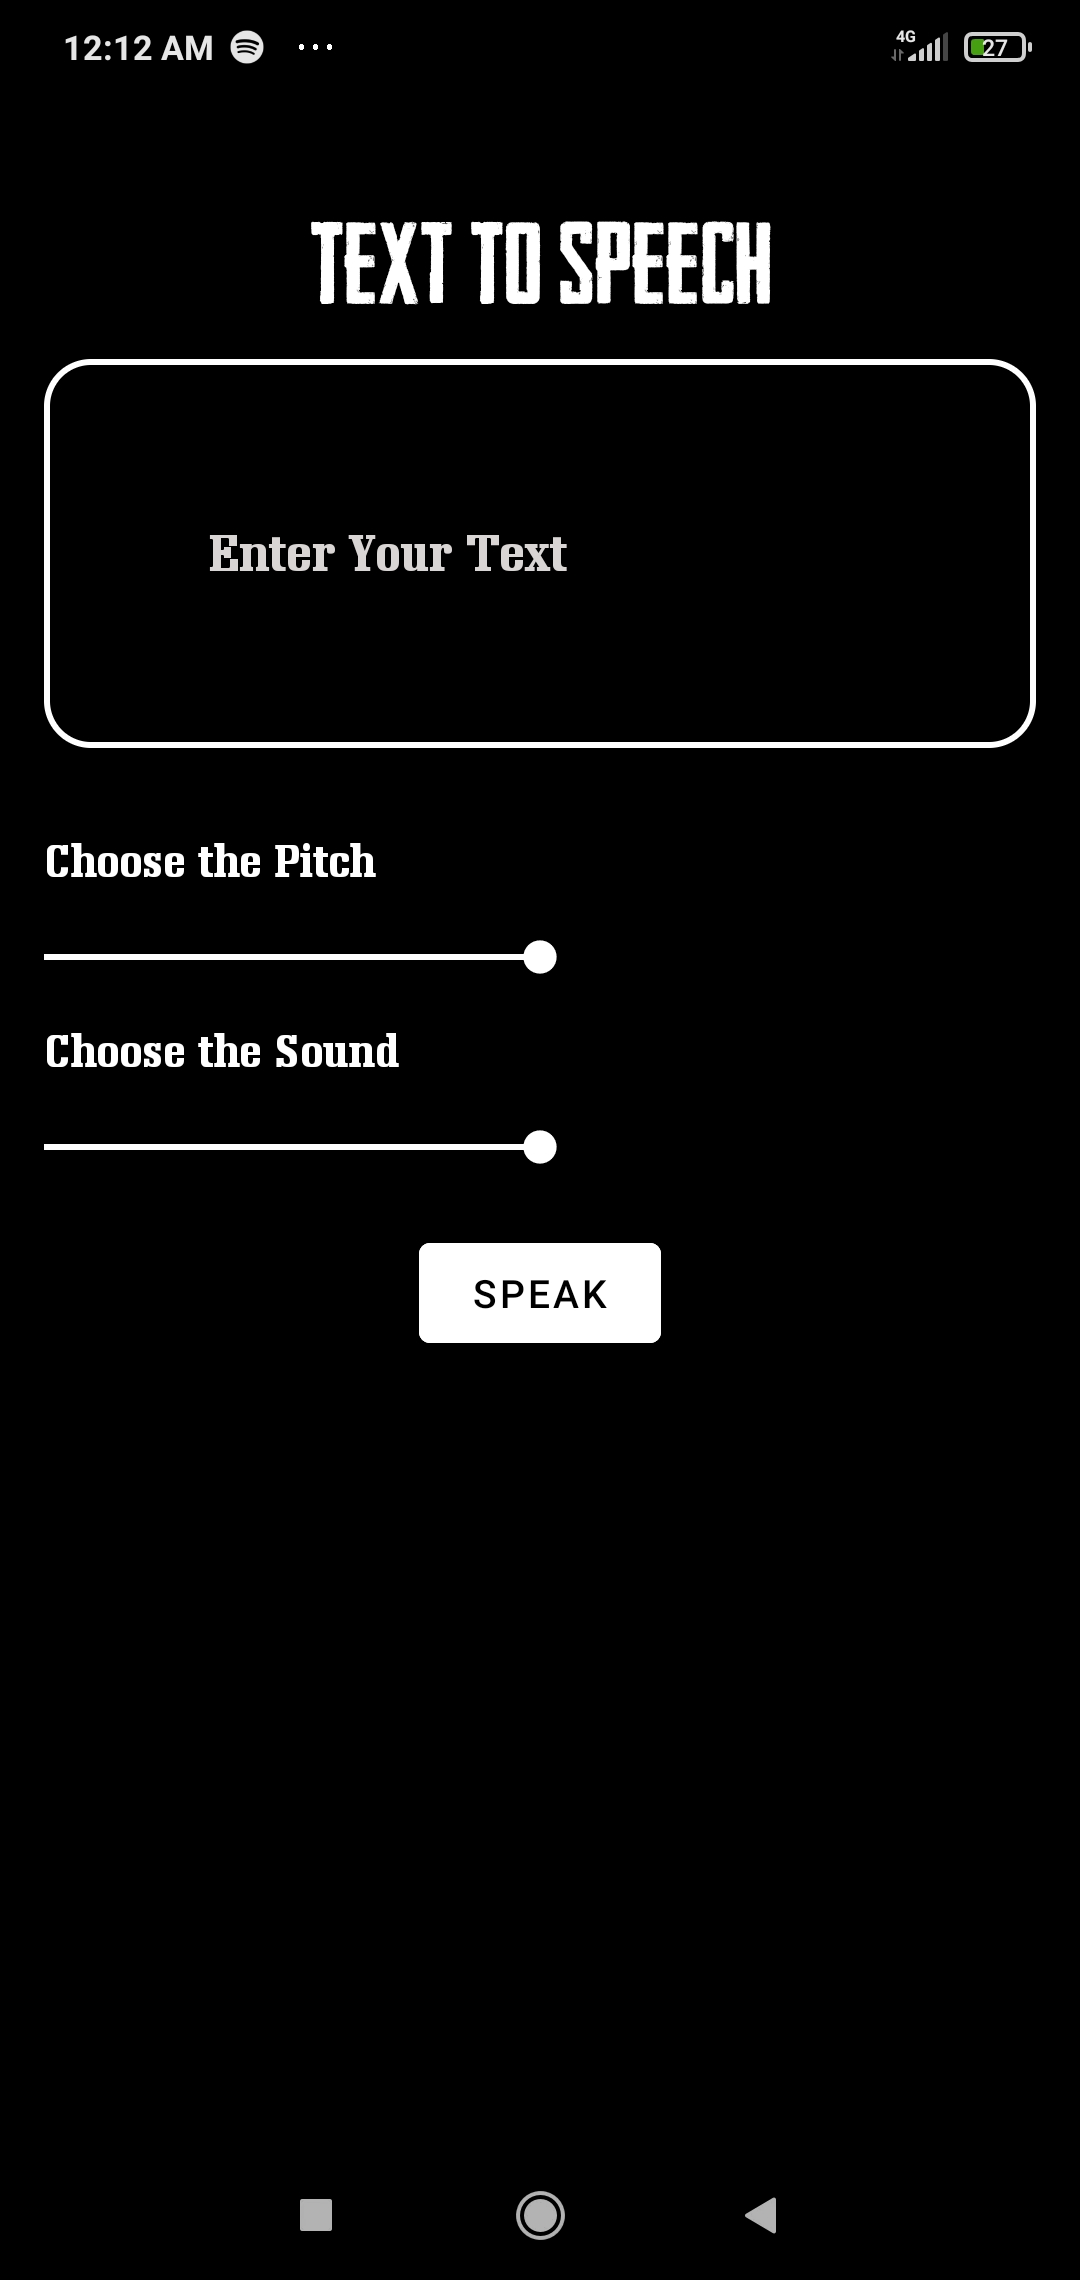 12:12 AM
4G
27
TEXT TO SPEECH
Enter Your Text
Choose the Pitch
Choose the Sound
SPEAK